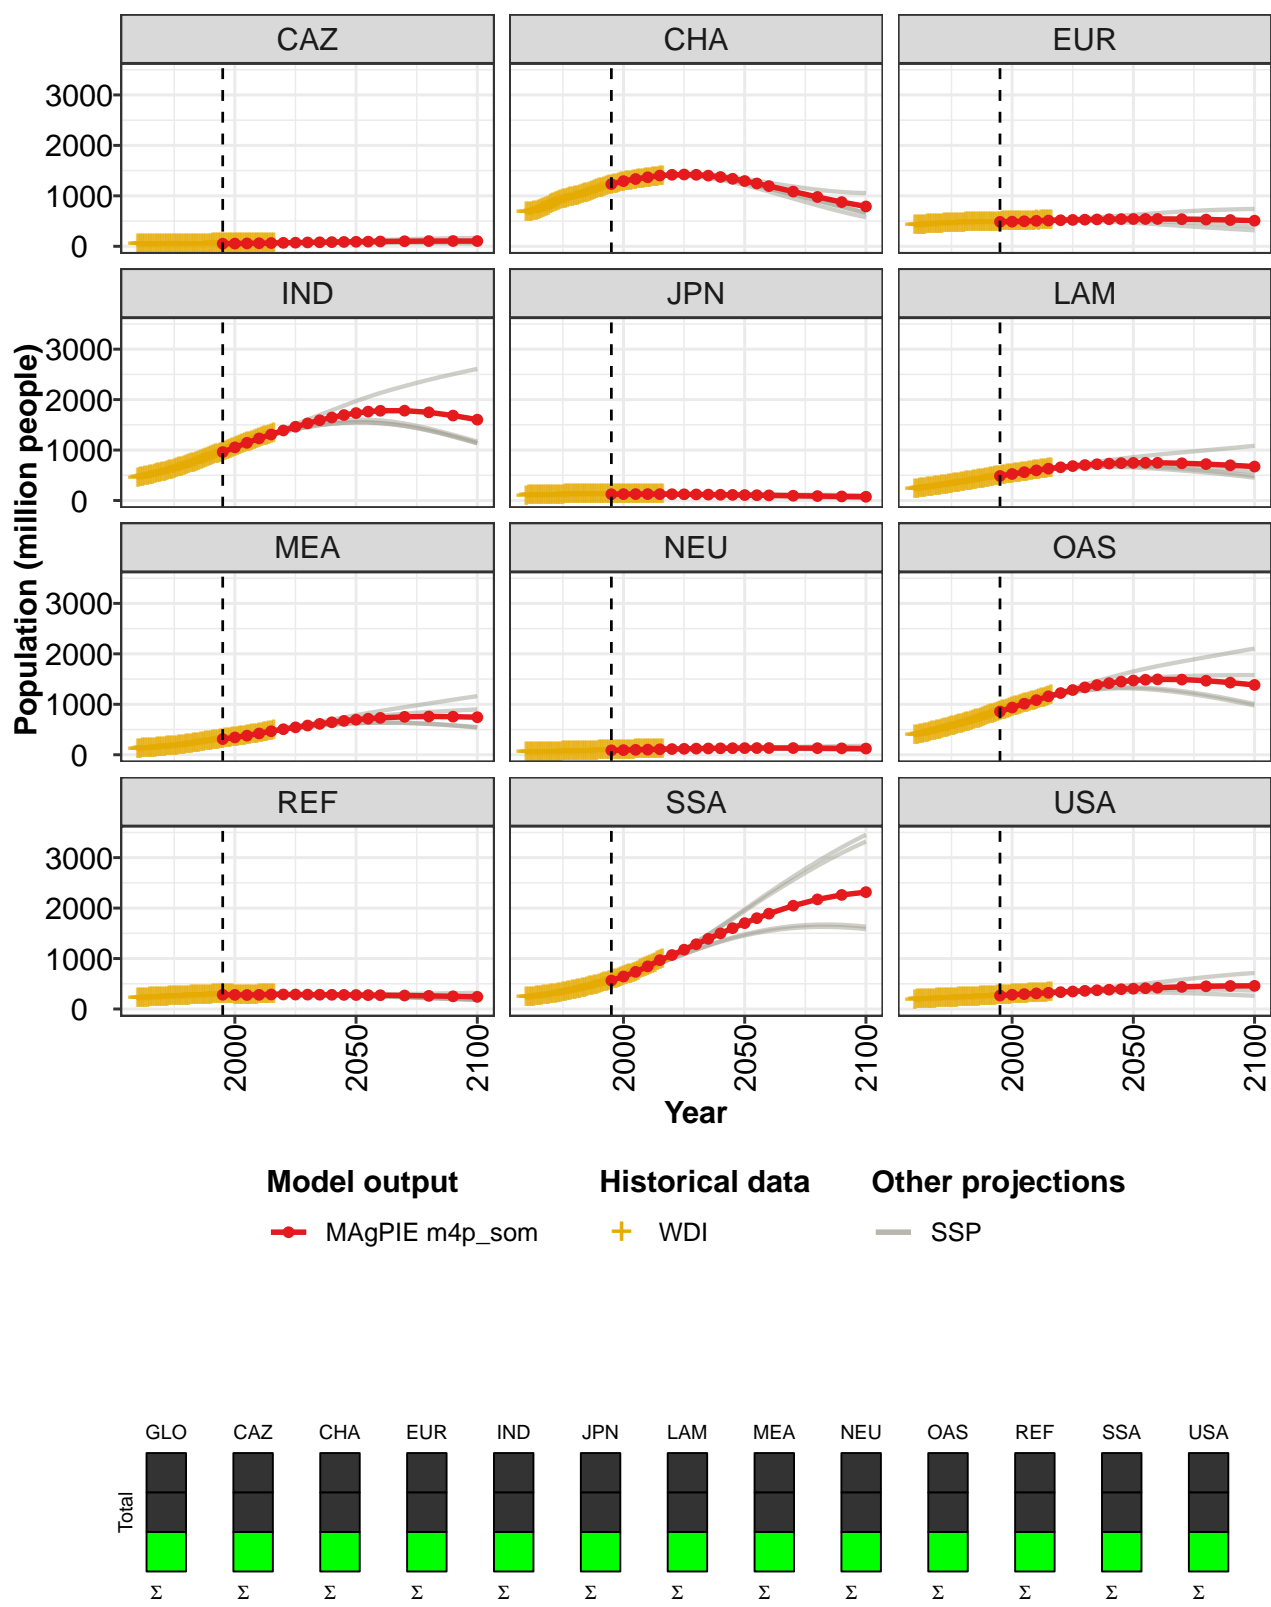 CAZ CHA EUR
3000
2000
1000
0
IND JPN LAM
3000
2000
1000
0
MEA NEU OAS
3000
2000
1000
0
REF SSA USA
3000
2000
1000
0
Population (million people)
2000 2050 2100 2000 2050 2100 2000 2050 2100
Year
Model output Historical data Other projections
MAgPIE m4p_som WDI SSP
GLO CAZ CHA EUR IND JPN LAM MEA NEU OAS REF SSA USA
Total
Σ Σ Σ Σ Σ Σ Σ Σ Σ Σ Σ Σ Σ